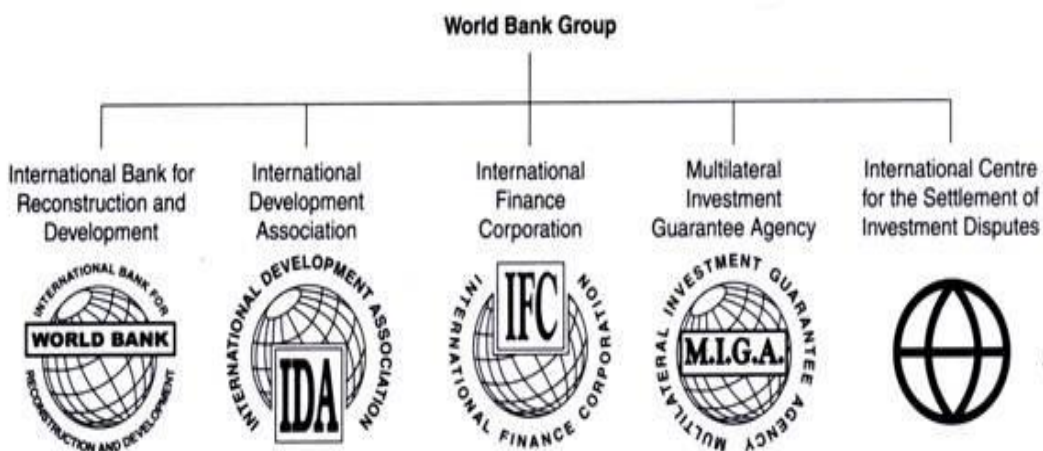 World Bank Group
International Bank for
Reconstruction and
Development
International
Development
Association
International
Finance
Corporation
Multilateral
Investment
Guarantee Agency
International Centre
for the Settlement of
Investment Disputes
INTERNATIONAL BANK FOR
WORLD BANK
RECONSTRUCTION AND DEVELOPMENT
INTERNATIONAL DEVELOPMENT ASSOCIATION
IDA
IFC
INTERNATIONAL FINANCE CORPORATION
MULTILATERAL INVESTMENT GUARANTEE AGENCY
M.I.G.A.